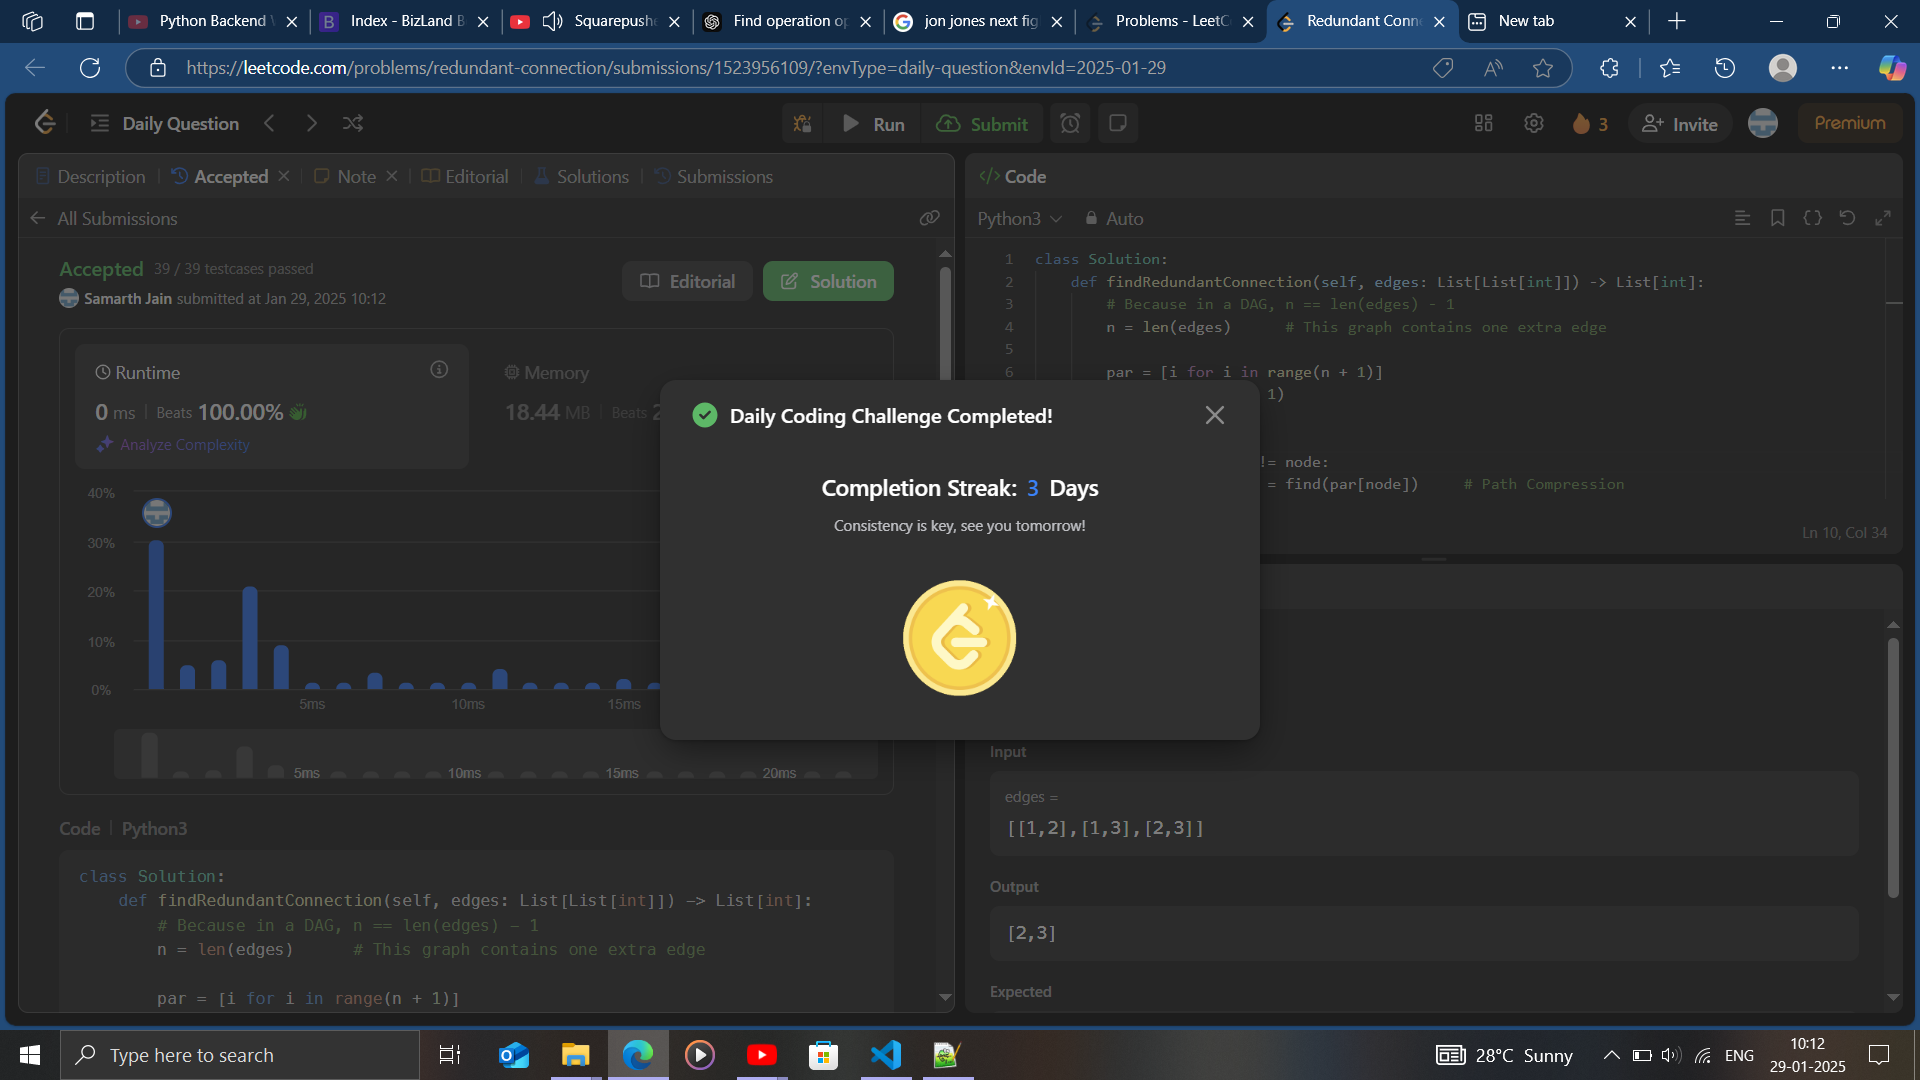 Python Backend
Index - BizLand B
Squarepush
Find operation o
jon jones next fig
Problems - LeetC
Redundant Conn
New tab
https://leetcode.com/problems/redundant-connection/submissions/1523956109/?envType=daily-question&envId=2025-01-29
Daily Question
Run
Submit
3
Invite
Premium
Description
Accepted
Note
Editorial
Solutions
Submissions
</> Code
All Submissions
Python3
Auto
Accepted 39 / 39 testcases passed
Samarth Jain submitted at Jan 29, 2025 10:12
Editorial
Solution
Runtime
0 ms | Beats 100.00%
Analyze Complexity
Memory
18.44 MB | Beats 2
40%
30%
20%
10%
0%
5ms
10ms
15ms
5ms
10ms
15ms
20ms
Code | Python3
class Solution:
def findRedundantConnection(self, edges: List[List[int]]) -> List[int]:
# Because in a DAG, n == len(edges) - 1
n = len(edges) # This graph contains one extra edge
par = [i for i in range(n + 1)]
1 class Solution:
2 def findRedundantConnection(self, edges: List[List[int]]) -> List[int]:
3 # Because in a DAG, n == len(edges) - 1
4 n = len(edges) # This graph contains one extra edge
5
6 par = [i for i in range(n + 1)]
1)
!= node:
= find(par[node]) # Path Compression
Ln 10, Col 34
Daily Coding Challenge Completed!
Completion Streak: 3 Days
Consistency is key, see you tomorrow!
Input
edges =
[[1,2],[1,3],[2,3]]
Output
[2,3]
Expected
Type here to search
28°C Sunny
ENG
10:12
29-01-2025